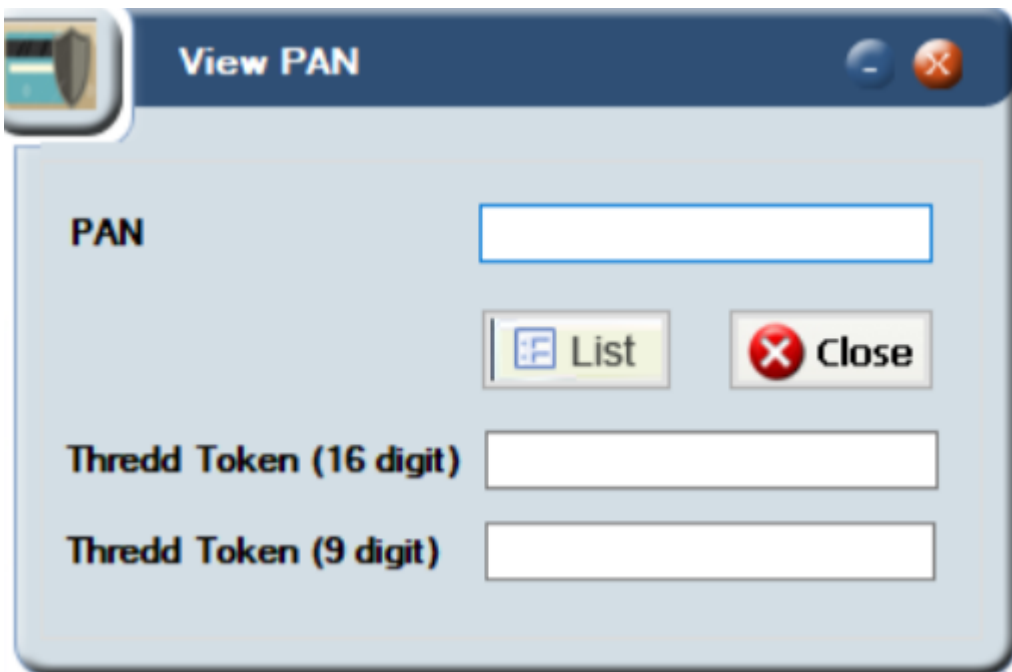 View PAN
PAN
List Close
Thredd Token (16 digit)
Thredd Token (9 digit)